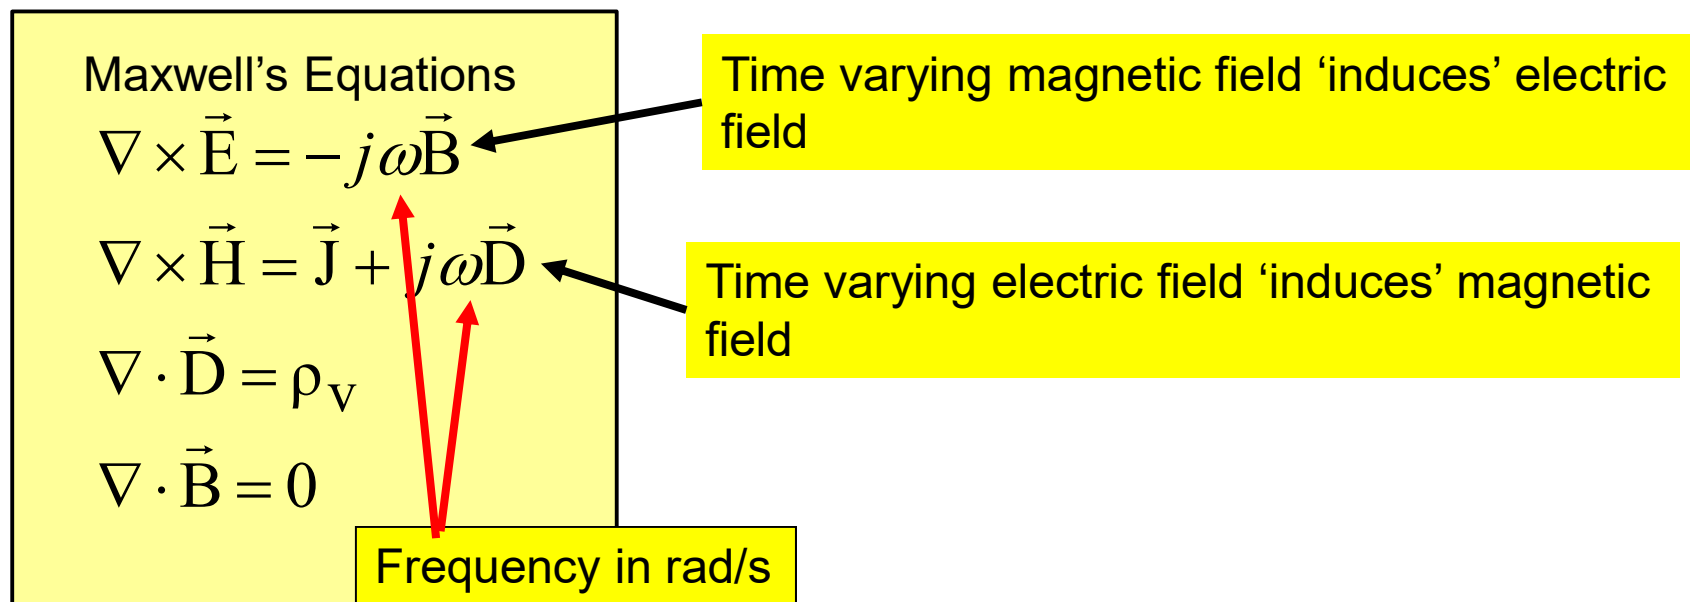 Maxwell’s Equations
∇ × E⃗ = − jωB⃗
∇ × H⃗ = J⃗ + jωD⃗
∇ · D⃗ = ρᵥ
∇ · B⃗ = 0
Time varying magnetic field ‘induces’ electric
field
Time varying electric field ‘induces’ magnetic
field
Frequency in rad/s